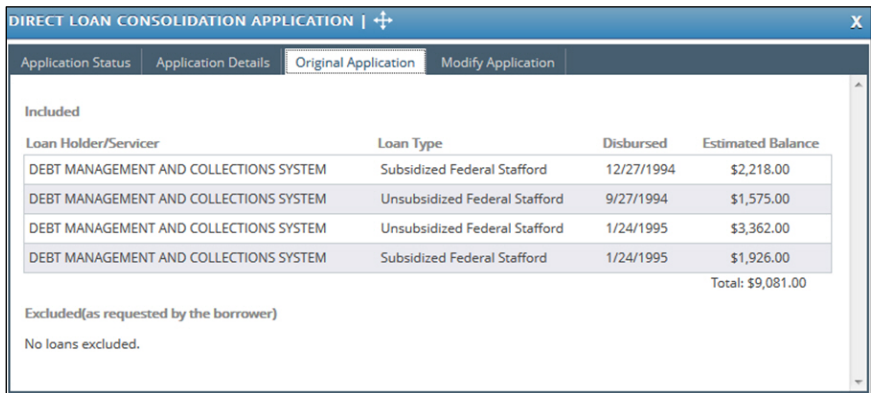 DIRECT LOAN CONSOLIDATION APPLICATION | X
Application Status Application Details Original Application Modify Application
Included
Loan Holder/Servicer Loan Type Disbursed Estimated Balance
DEBT MANAGEMENT AND COLLECTIONS SYSTEM Subsidized Federal Stafford 12/27/1994 $2,218.00
DEBT MANAGEMENT AND COLLECTIONS SYSTEM Unsubsidized Federal Stafford 9/27/1994 $1,575.00
DEBT MANAGEMENT AND COLLECTIONS SYSTEM Unsubsidized Federal Stafford 1/24/1995 $3,362.00
DEBT MANAGEMENT AND COLLECTIONS SYSTEM Subsidized Federal Stafford 1/24/1995 $1,926.00
Total: $9,081.00
Excluded(as requested by the borrower)
No loans excluded.